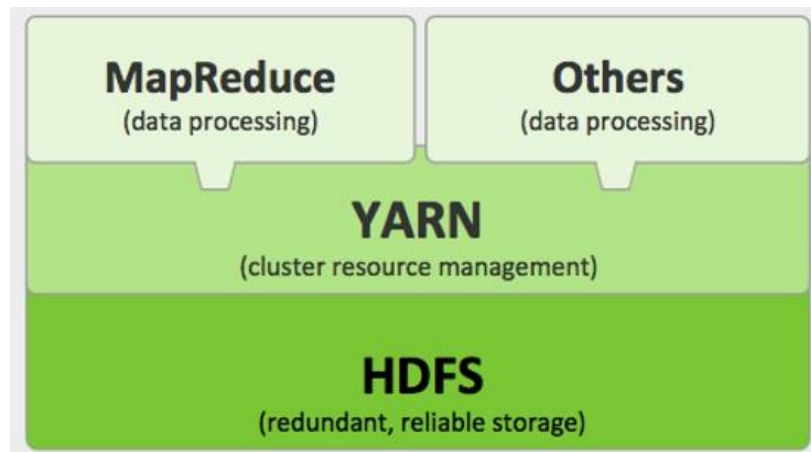 MapReduce
(data processing)
Others
(data processing)
YARN
(cluster resource management)
HDFS
(redundant, reliable storage)